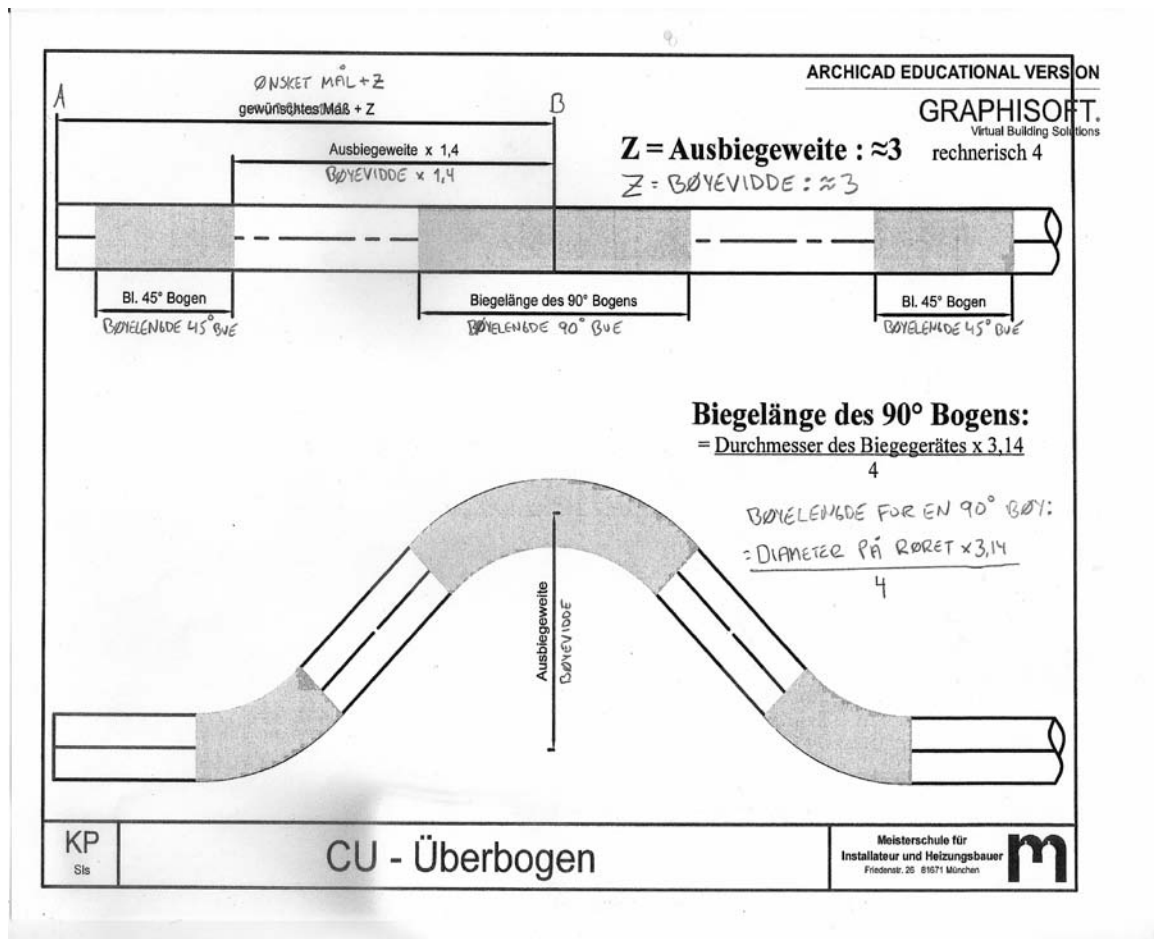 ARCHICAD EDUCATIONAL VERSION
GRAPHISOFT.
Virtual Building Solutions
ØNSKET MÅL + Z
A
gewünschtes Maß + Z
B
Ausbiegeweite x 1,4
BØYEVIDDE x 1,4
Z = Ausbiegeweite : ≈3 rechnerisch 4
Z = BØYEVIDDE : ≈ 3
Bl. 45° Bogen
BØYELENGDE 45° BUE
Biegelänge des 90° Bogens
BØYELENGDE 90° BUE
Bl. 45° Bogen
BØYELENGDE 45° BUE
Biegelänge des 90° Bogens:
= Durchmesser des Biegegerätes x 3,14
4
BØYELENGDE FOR EN 90° BØY:
= DIAMETER PÅ RØRET x 3,14
4
Ausbiegeweite
BØYEVIDDE
KP
Sls
CU - Überbogen
Meisterschule für
Installateur und Heizungsbauer
Friedenstr. 26 81671 München
m